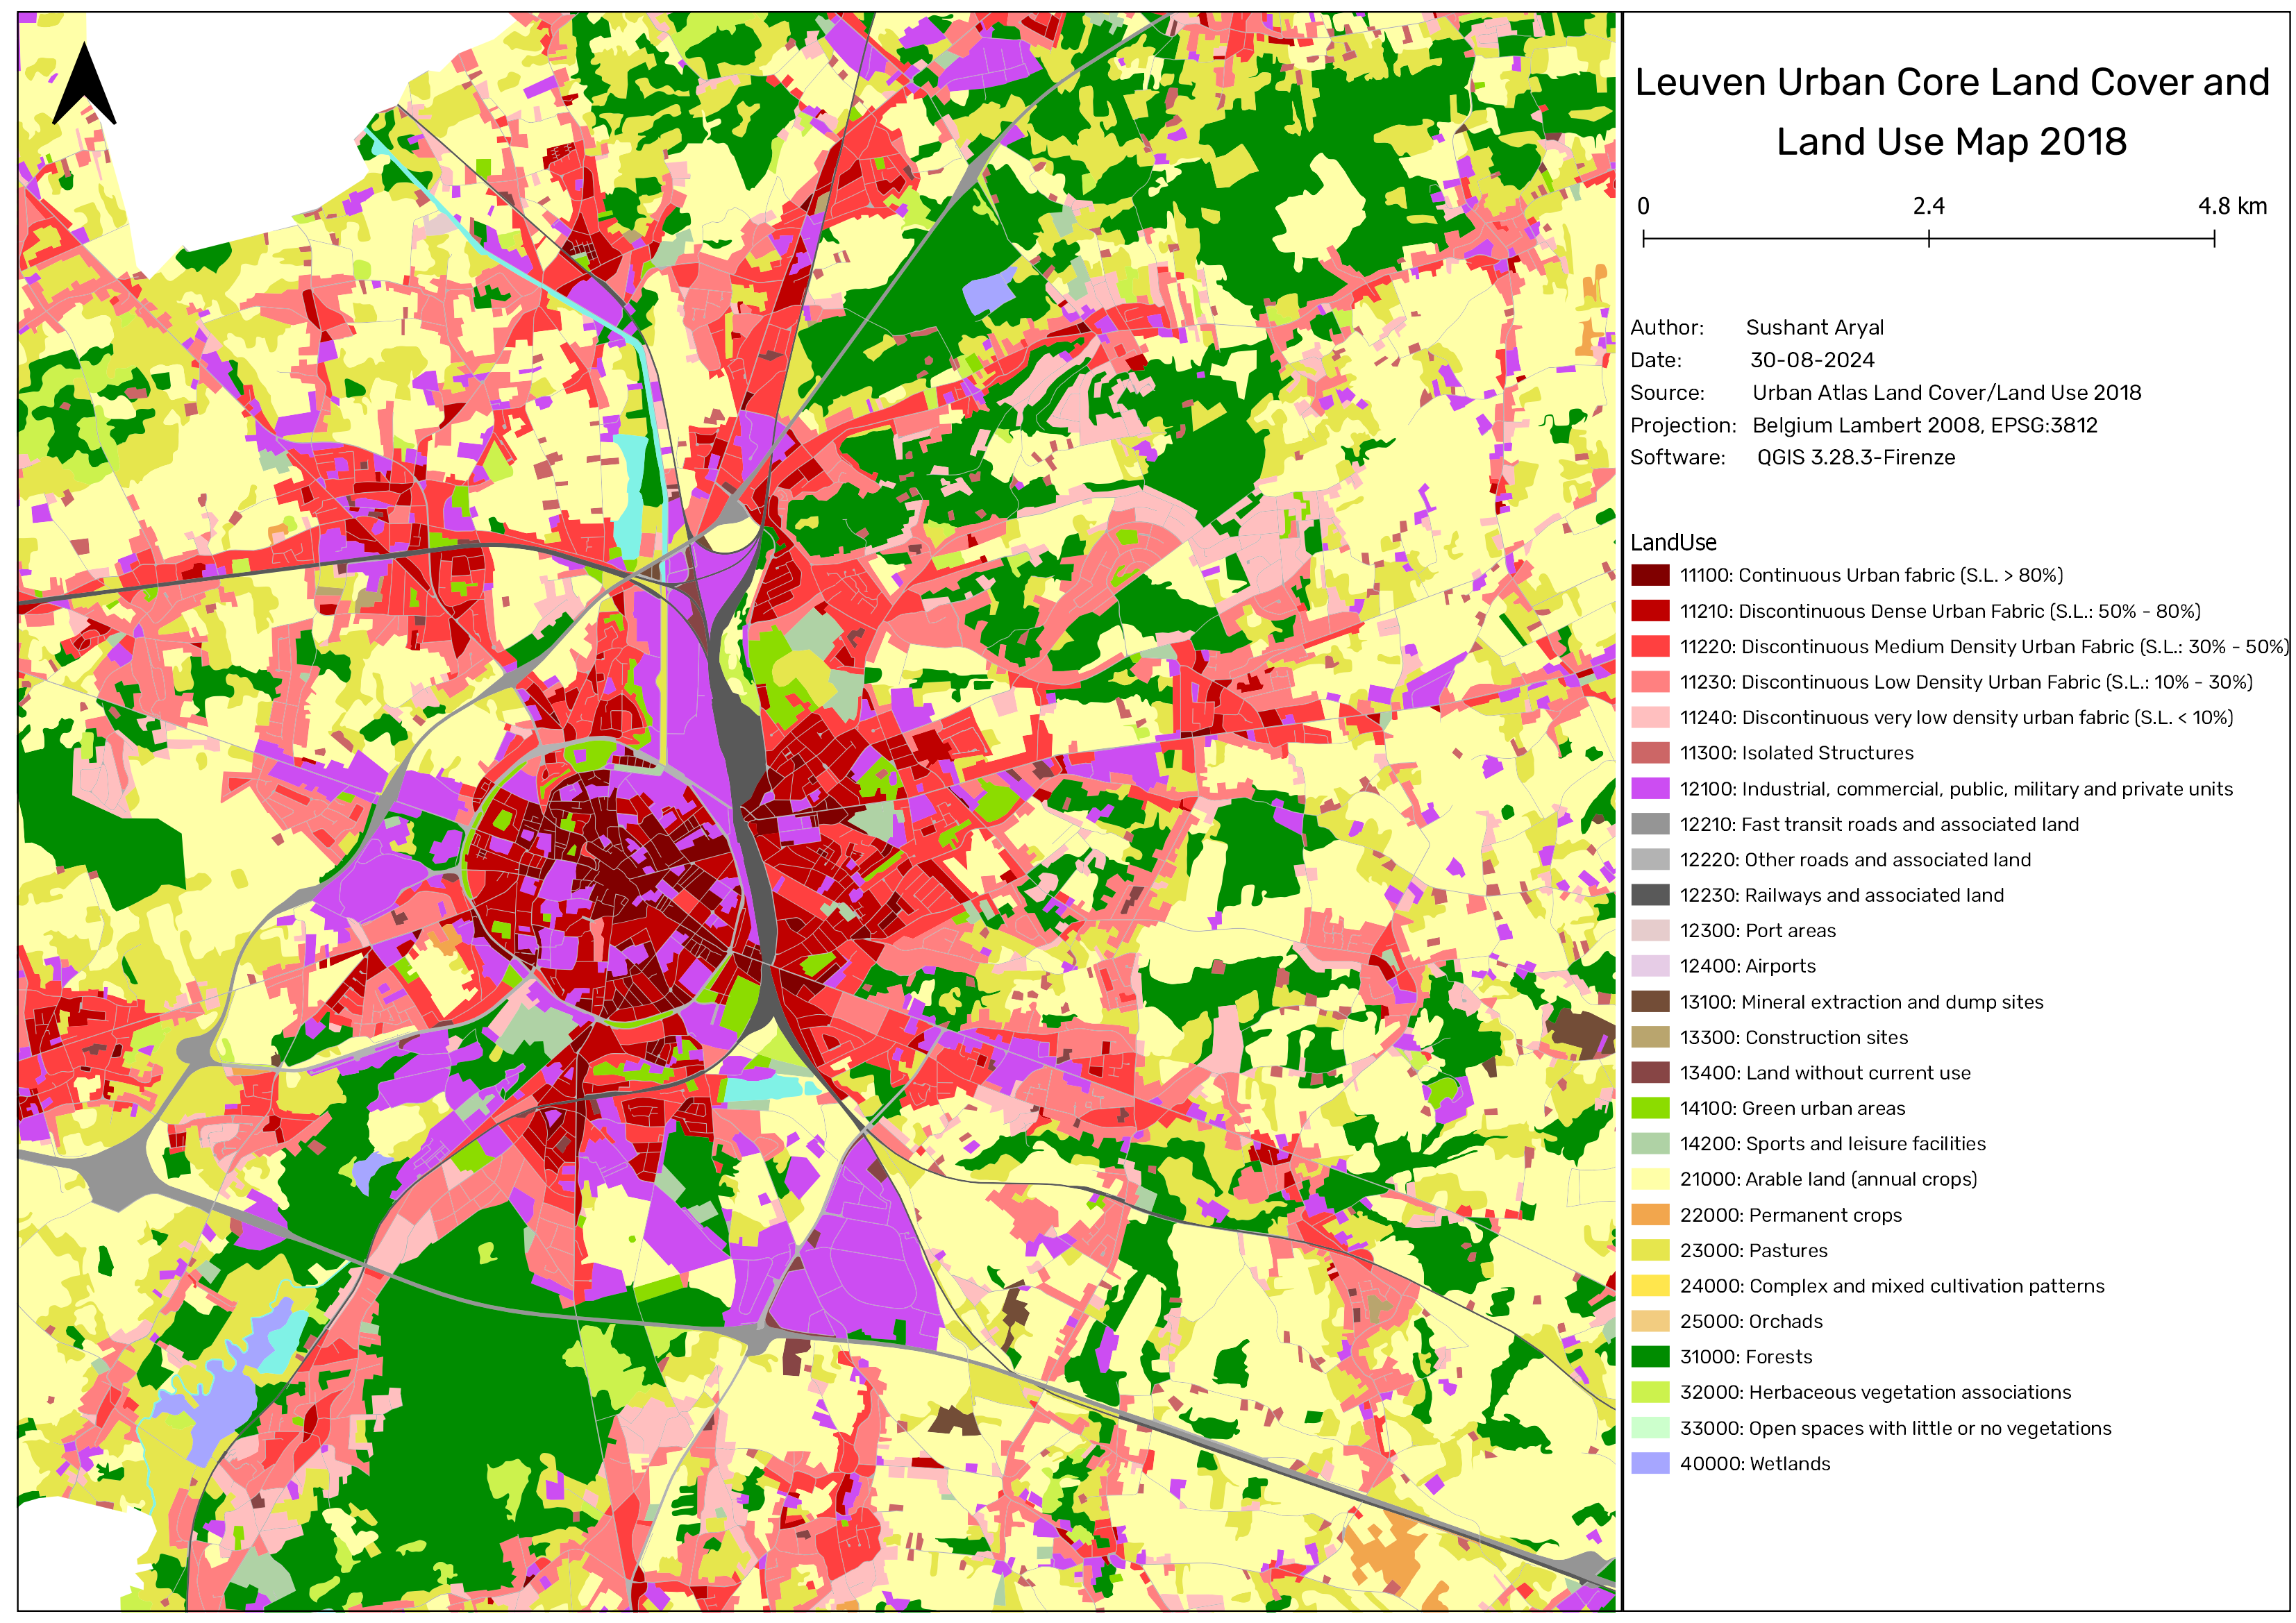 Leuven Urban Core Land Cover and
Land Use Map 2018
0 2.4 4.8 km
Author: Sushant Aryal
Date: 30-08-2024
Source: Urban Atlas Land Cover/Land Use 2018
Projection: Belgium Lambert 2008, EPSG:3812
Software: QGIS 3.28.3-Firenze
LandUse
11100: Continuous Urban fabric (S.L. > 80%)
11210: Discontinuous Dense Urban Fabric (S.L.: 50% - 80%)
11220: Discontinuous Medium Density Urban Fabric (S.L.: 30% - 50%)
11230: Discontinuous Low Density Urban Fabric (S.L.: 10% - 30%)
11240: Discontinuous very low density urban fabric (S.L. < 10%)
11300: Isolated Structures
12100: Industrial, commercial, public, military and private units
12210: Fast transit roads and associated land
12220: Other roads and associated land
12230: Railways and associated land
12300: Port areas
12400: Airports
13100: Mineral extraction and dump sites
13300: Construction sites
13400: Land without current use
14100: Green urban areas
14200: Sports and leisure facilities
21000: Arable land (annual crops)
22000: Permanent crops
23000: Pastures
24000: Complex and mixed cultivation patterns
25000: Orchads
31000: Forests
32000: Herbaceous vegetation associations
33000: Open spaces with little or no vegetations
40000: Wetlands